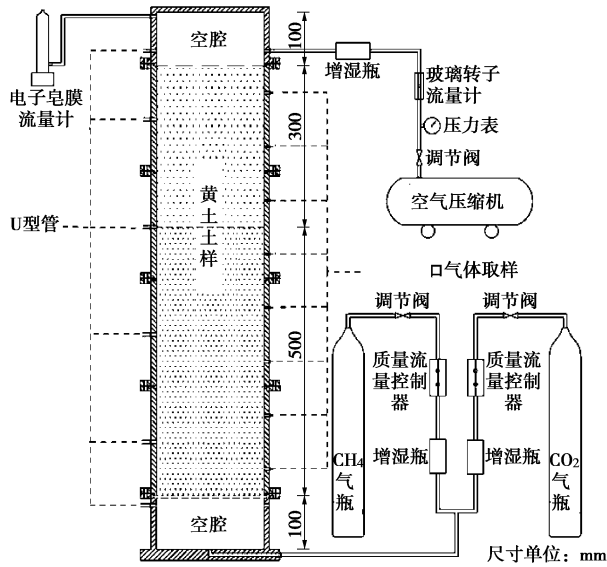 空腔
100
增湿瓶
电子皂膜
流量计
玻璃转子
流量计
压力表
调节阀
空气压缩机
300
黄土土样
U型管
口气体取样
调节阀
调节阀
500
质量流
量控制
器
质量流
量控制
器
增湿瓶
增湿瓶
CH4
气
瓶
CO2
气
瓶
空腔
100
尺寸单位：mm